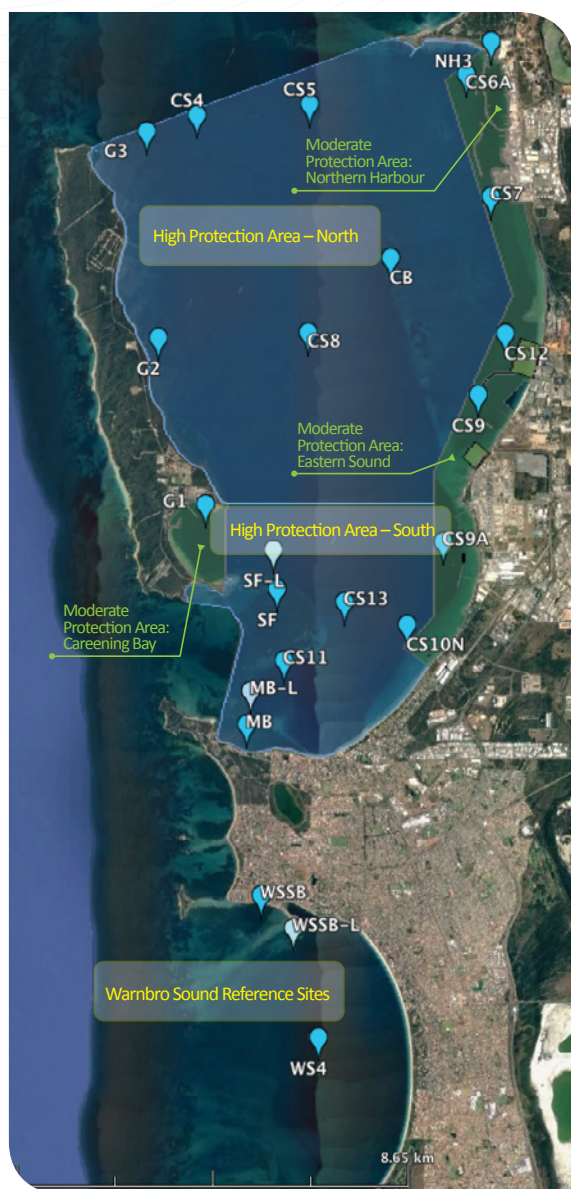 NH3
CS6A
CS5
CS4
G3
Moderate
Protection Area:
Northern Harbour
CS7
High Protection Area – North
CB
CS8
G2
CS12
CS9
Moderate
Protection Area:
Eastern Sound
G1
High Protection Area – South
CS9A
SF-L
SF
CS13
Moderate
Protection Area:
Careening Bay
CS10N
CS11
MB-L
MB
WSSB
WSSB-L
Warnbro Sound Reference Sites
WS4
8.65 km